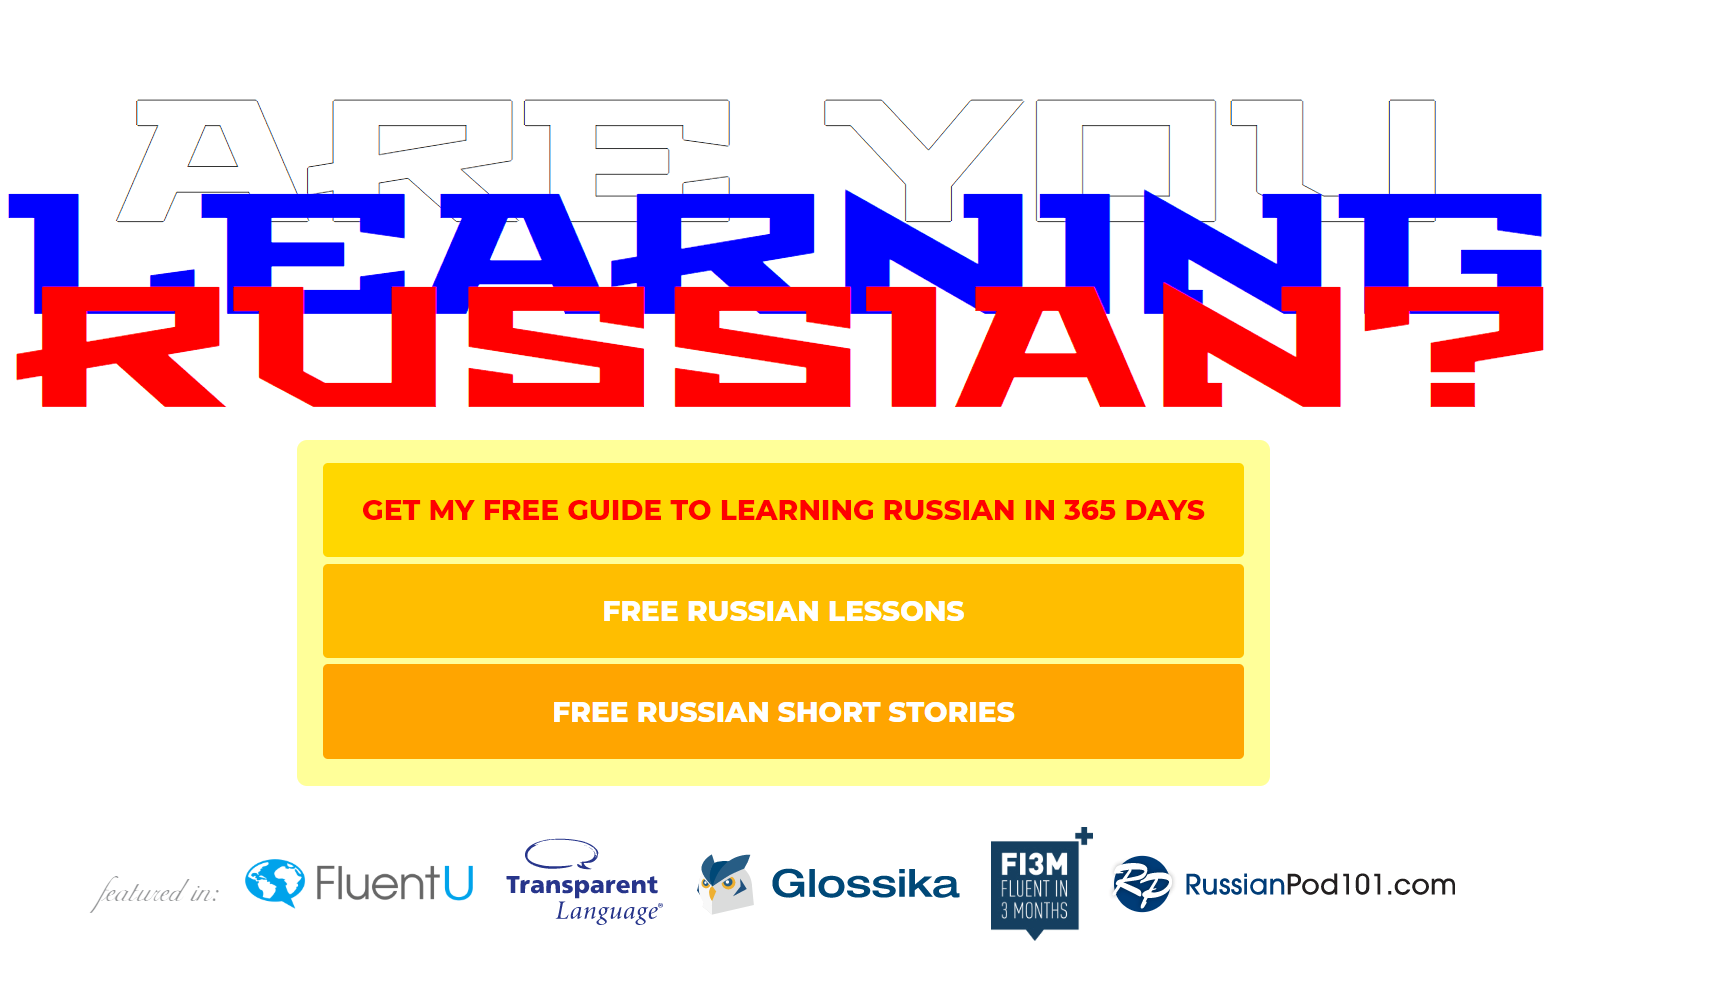 ARE YOU
LEARNING
RUSSIAN?
GET MY FREE GUIDE TO LEARNING RUSSIAN IN 365 DAYS
FREE RUSSIAN LESSONS
FREE RUSSIAN SHORT STORIES
featured in:
FluentU
Transparent
Language®
Glossika
FI3M
FLUENT IN
3 MONTHS
RP
RussianPod101.com